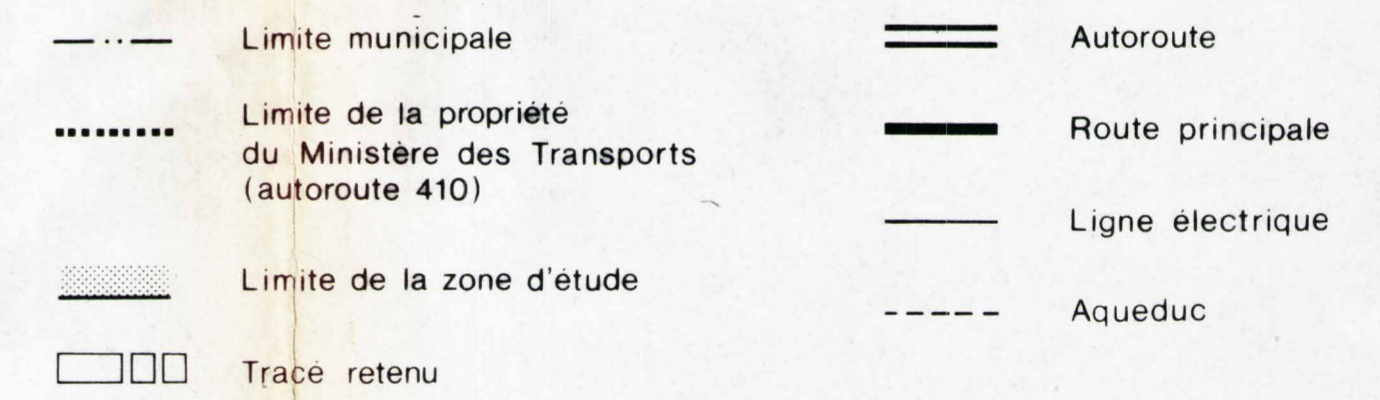 Limite municipale
Limite de la propriété
du Ministère des Transports
(autoroute 410)
Limite de la zone d'étude
Tracé retenu
Autoroute
Route principale
Ligne électrique
Aqueduc